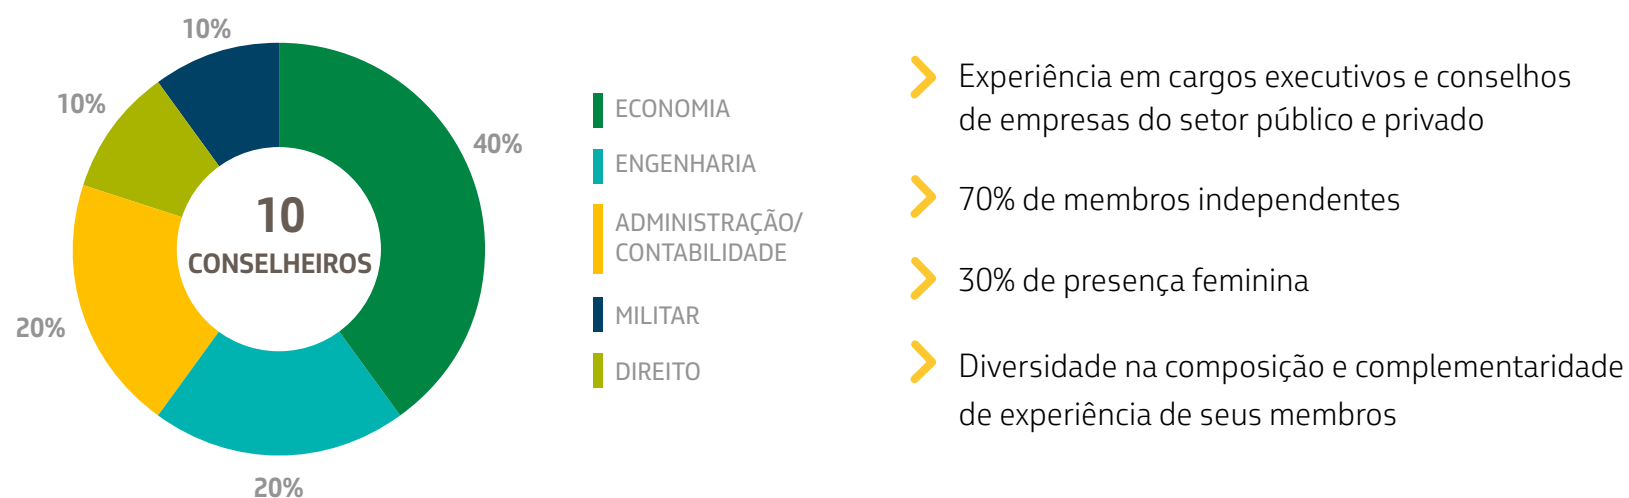 10%
10%
40%
20%
20%
10
CONSELHEIROS
ECONOMIA
ENGENHARIA
ADMINISTRAÇÃO/
CONTABILIDADE
MILITAR
DIREITO
Experiência em cargos executivos e conselhos
de empresas do setor público e privado
70% de membros independentes
30% de presença feminina
Diversidade na composição e complementaridade
de experiência de seus membros